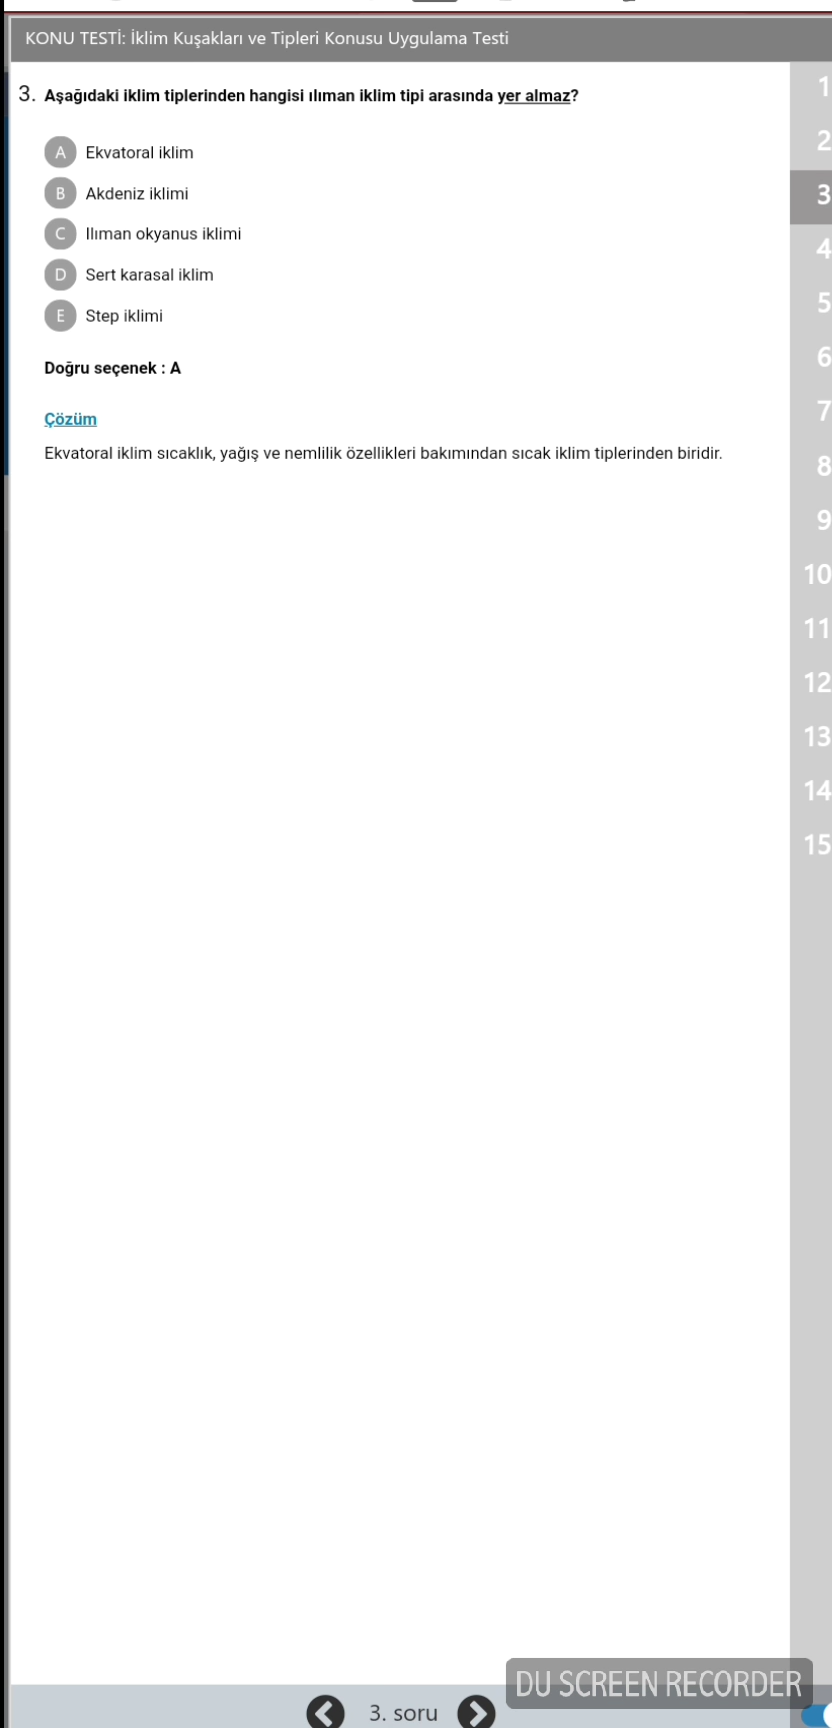 KONU TESTİ: İklim Kuşakları ve Tipleri Konusu Uygulama Testi
3. Aşağıdaki iklim tiplerinden hangisi ılıman iklim tipi arasında yer almaz?
A Ekvatoral iklim
B Akdeniz iklimi
C Ilıman okyanus iklimi
D Sert karasal iklim
E Step iklimi
Doğru seçenek : A
Çözüm
Ekvatoral iklim sıcaklık, yağış ve nemlilik özellikleri bakımından sıcak iklim tiplerinden biridir.
1
2
3
4
5
6
7
8
9
10
11
12
13
14
15
DU SCREEN RECORDER
3. soru